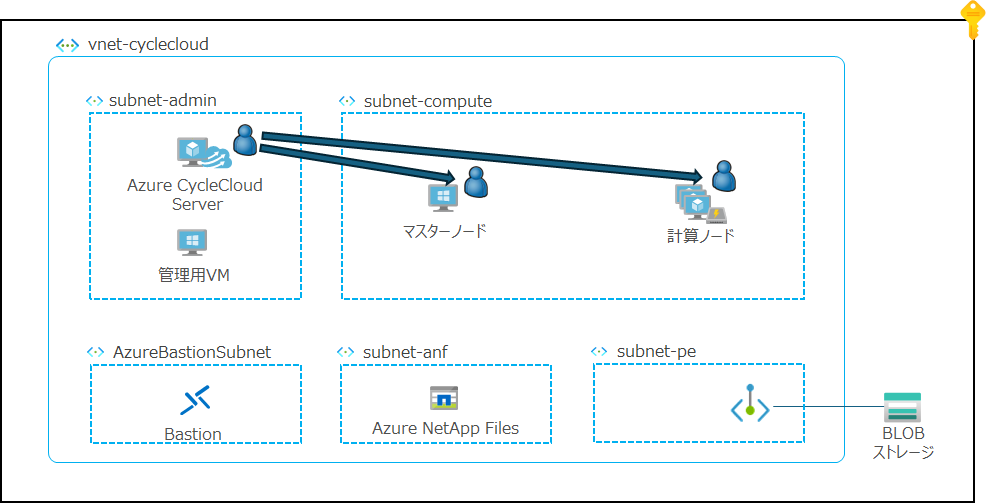 vnet-cyclecloud
subnet-admin
Azure CycleCloud
Server
管理用VM
subnet-compute
マスターノード
計算ノード
AzureBastionSubnet
Bastion
subnet-anf
Azure NetApp Files
subnet-pe
BLOB
ストレージ